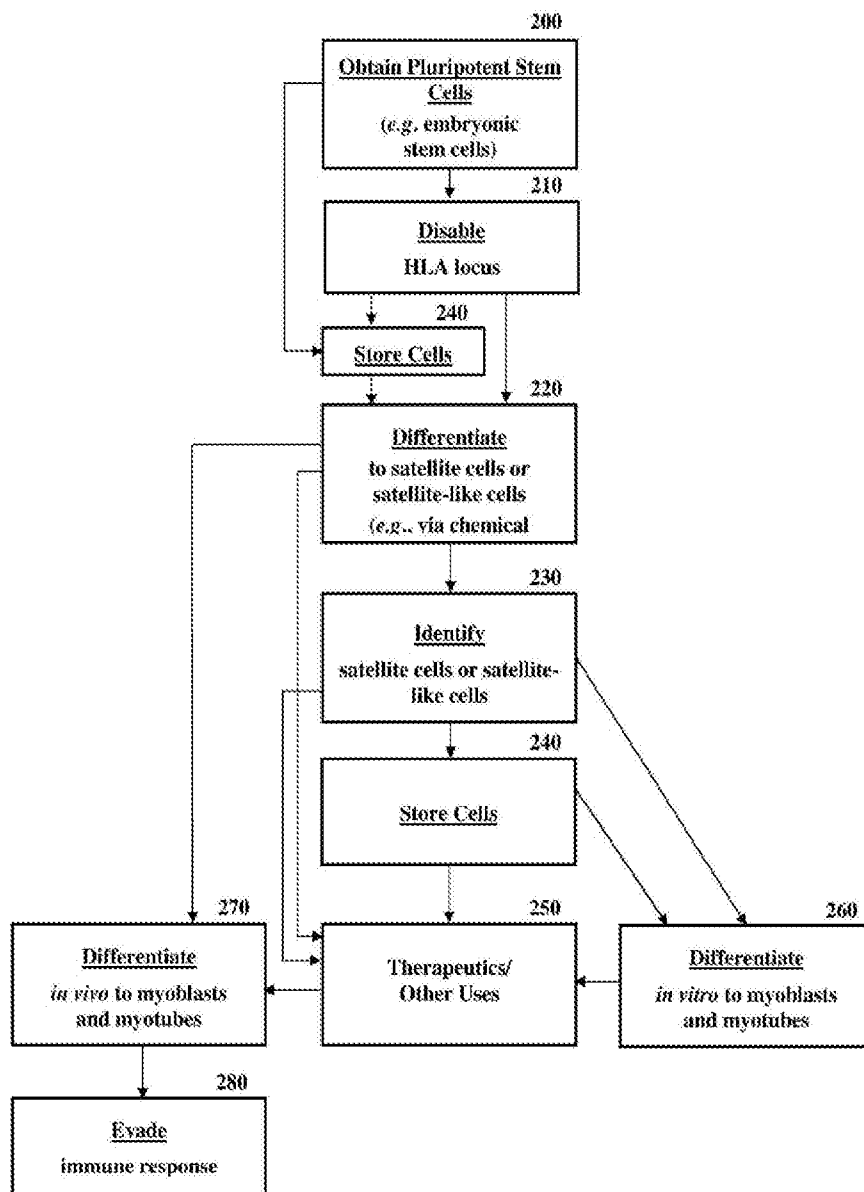 200
Obtain Pluripotent Stem
Cells
(e.g. embryonic
stem cells)
210
Disable
HLA locus
240
Store Cells
220
Differentiate
to satellite cells or
satellite-like cells
(e.g., via chemical
230
Identify
satellite cells or satellite-
like cells
240
Store Cells
270
Differentiate
in vivo to myoblasts
and myotubes
250
Therapeutics/
Other Uses
260
Differentiate
in vitro to myoblasts
and myotubes
280
Evade
immune response